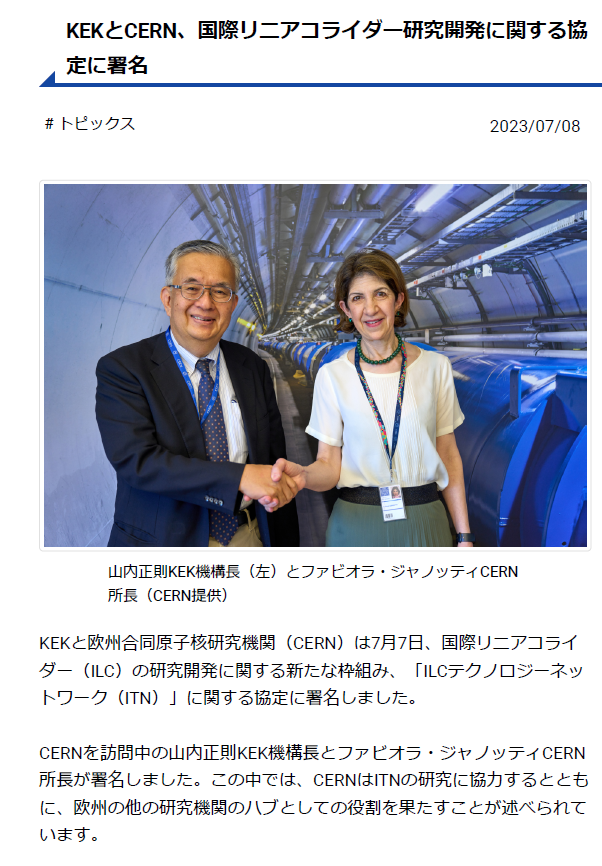 KEKとCERN、国際リニアコライダー研究開発に関する協
定に署名
# トピックス
2023/07/08
山内正則KEK機構長（左）とファビオラ・ジャノッティCERN
所長（CERN提供）
KEKと欧州合同原子核研究機関（CERN）は7月7日、国際リニアコライ
ダー（ILC）の研究開発に関する新たな枠組み、「ILCテクノロジーネッ
トワーク（ITN）」に関する協定に署名しました。
CERNを訪問中の山内正則KEK機構長とファビオラ・ジャノッティCERN
所長が署名しました。この中では、CERNはITNの研究に協力するととも
に、欧州の他の研究機関のハブとしての役割を果たすことが述べられて
います。